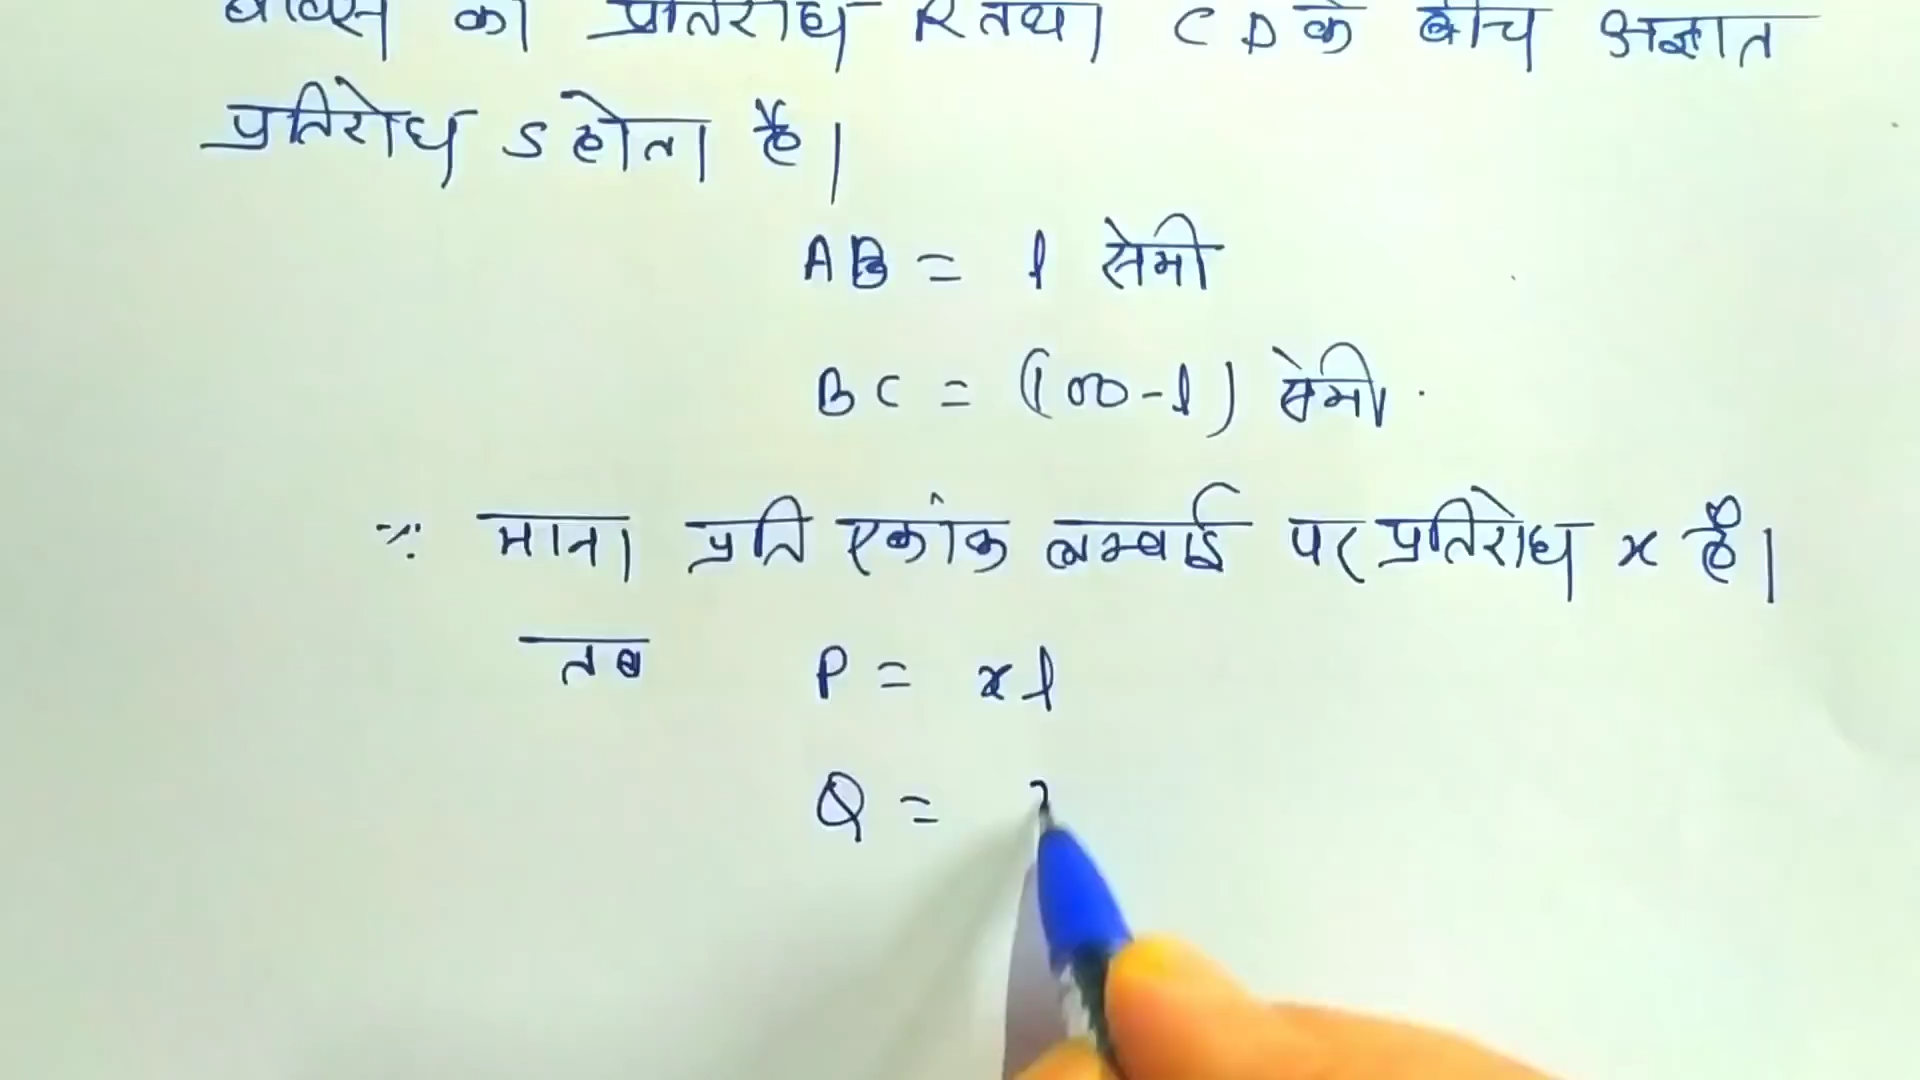 बॉक्स का प्रतिरोध R तथा CD के बीच अज्ञात
प्रतिरोध S होता है।
AB = l सेमी
BC = (100-l) सेमी.
∵ माना प्रति एकांक लम्बाई पर प्रतिरोध x है।
तब P = xl
Q =